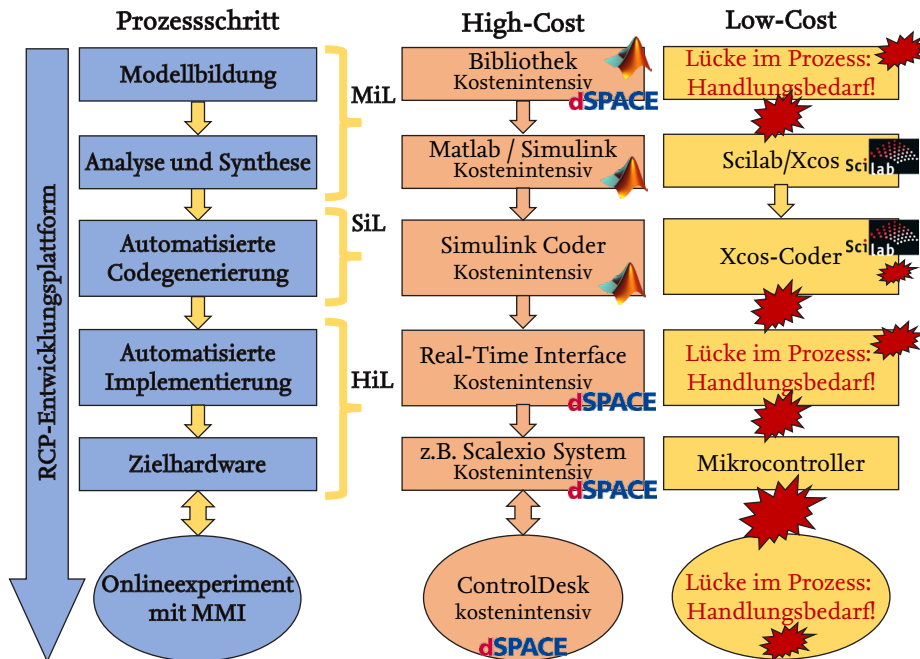 Prozessschritt
High-Cost
Low-Cost
RCP-Entwicklungsplattform
Modellbildung
Analyse und Synthese
Automatisierte
Codegenerierung
Automatisierte
Implementierung
Zielhardware
Onlineexperiment
mit MMI
MiL
SiL
HiL
Bibliothek
Kostenintensiv
dSPACE
Matlab / Simulink
Kostenintensiv
Simulink Coder
Kostenintensiv
Real-Time Interface
Kostenintensiv
dSPACE
z.B. Scalexio System
Kostenintensiv
dSPACE
ControlDesk
kostenintensiv
dSPACE
Lücke im Prozess:
Handlungsbedarf!
Scilab/Xcos
Scilab
Xcos-Coder
Scilab
Lücke im Prozess:
Handlungsbedarf!
Mikrocontroller
Lücke im Prozess:
Handlungsbedarf!